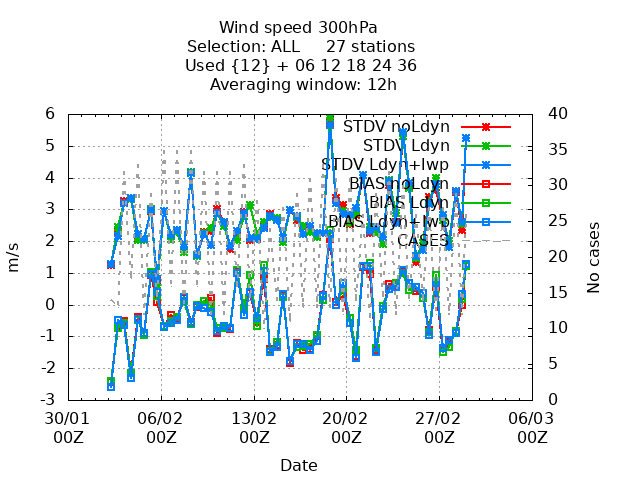 Wind speed 300hPa
Selection: ALL 27 stations
Used {12} + 06 12 18 24 36
Averaging window: 12h
STDV noLdyn
STDV Ldyn
STDV Ldyn+lwp
BIAS noLdyn
BIAS Ldyn
BIAS Ldyn+lwp
CASES
m/s
6
5
4
3
2
1
0
-1
-2
-3
No cases
40
35
30
25
20
15
10
5
0
30/01 06/02 13/02 20/02 27/02 06/03
00Z 00Z 00Z 00Z 00Z 00Z
Date